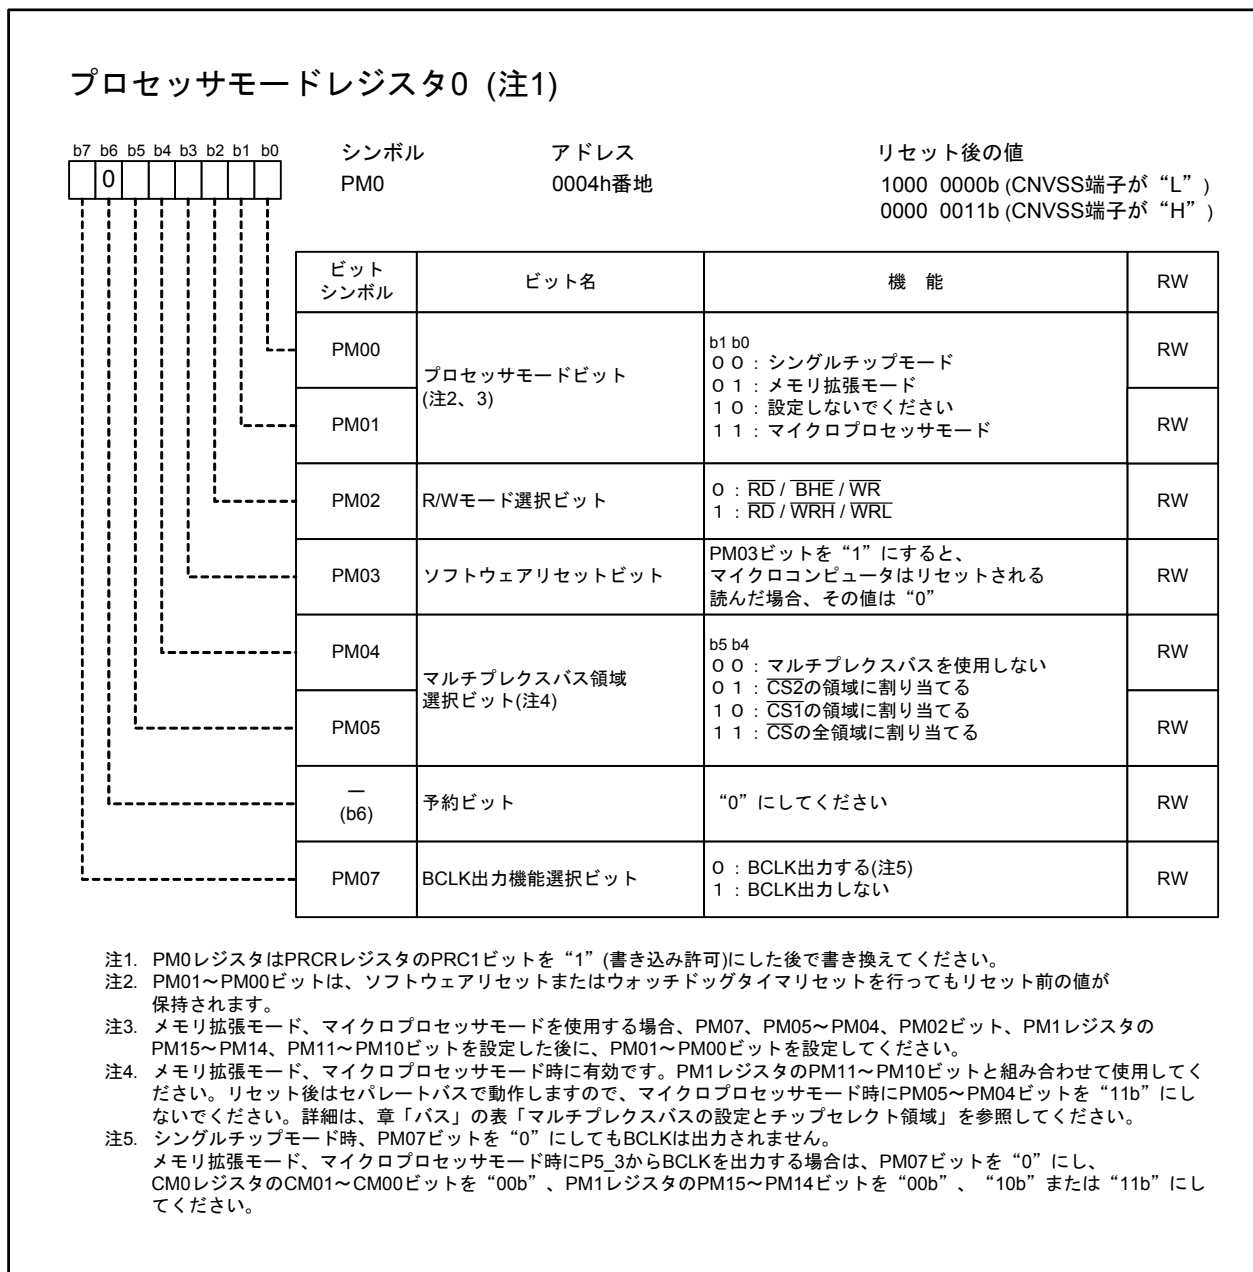 プロセッサモードレジスタ0 (注1)
b7 b6 b5 b4 b3 b2 b1 b0
0
シンボル アドレス リセット後の値
PM0 0004h番地 1000 0000b (CNVSS端子が“L”)
0000 0011b (CNVSS端子が“H”)
ビット
シンボル
ビット名
機 能
RW
PM00
RW
PM01
RW
プロセッサモードビット
(注2、3)
b1 b0
0 0 : シングルチップモード
0 1 : メモリ拡張モード
1 0 : 設定しないでください
1 1 : マイクロプロセッサモード
PM02
R/Wモード選択ビット
0 : RD / BHE / WR
1 : RD / WRH / WRL
RW
PM03
ソフトウェアリセットビット
PM03ビットを“1”にすると、
マイクロコンピュータはリセットされる
読んだ場合、その値は“0”
RW
PM04
RW
PM05
RW
マルチプレクスバス領域
選択ビット(注4)
b5 b4
0 0 : マルチプレクスバスを使用しない
0 1 : CS2の領域に割り当てる
1 0 : CS1の領域に割り当てる
1 1 : CSの全領域に割り当てる
—
(b6)
予約ビット
“0”にしてください
RW
PM07
BCLK出力機能選択ビット
0 : BCLK出力する(注5)
1 : BCLK出力しない
RW
注1. PM0レジスタはPRCRレジスタのPRC1ビットを“1”(書き込み許可)にした後で書き換えてください。
注2. PM01～PM00ビットは、ソフトウェアリセットまたはウォッチドッグタイマリセットを行ってもリセット前の値が
保持されます。
注3. メモリ拡張モード、マイクロプロセッサモードを使用する場合、PM07、PM05～PM04、PM02ビット、PM1レジスタの
PM15～PM14、PM11～PM10ビットを設定した後に、PM01～PM00ビットを設定してください。
注4. メモリ拡張モード、マイクロプロセッサモード時に有効です。PM1レジスタのPM11～PM10ビットと組み合わせて使用してく
ださい。リセット後はセパレートバスで動作しますので、マイクロプロセッサモード時にPM05～PM04ビットを“11b”にし
ないでください。詳細は、章「バス」の表「マルチプレクスバスの設定とチップセレクト領域」を参照してください。
注5. シングルチップモード時、PM07ビットを“0”にしてもBCLKは出力されません。
メモリ拡張モード、マイクロプロセッサモード時にP5_3からBCLKを出力する場合は、PM07ビットを“0”にし、
CM0レジスタのCM01～CM00ビットを“00b”、PM1レジスタのPM15～PM14ビットを“00b”、“10b”または“11b”にし
てください。